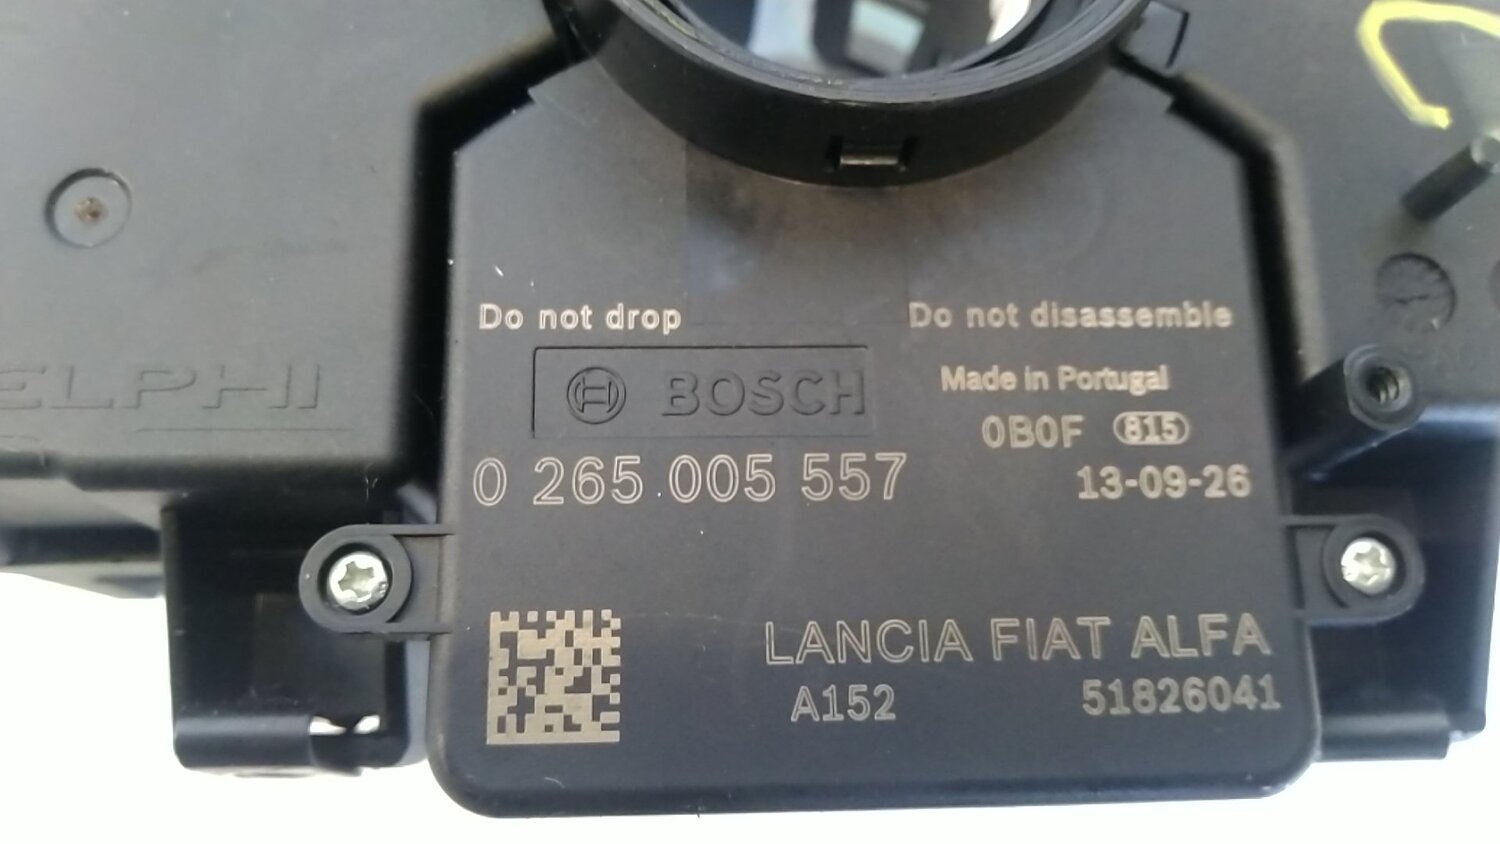 Do not drop
Do not disassemble
ELPHI
BOSCH
Made in Portugal
0B0F 815
0 265 005 557
13-09-26
LANCIA FIAT ALFA
A152
51826041